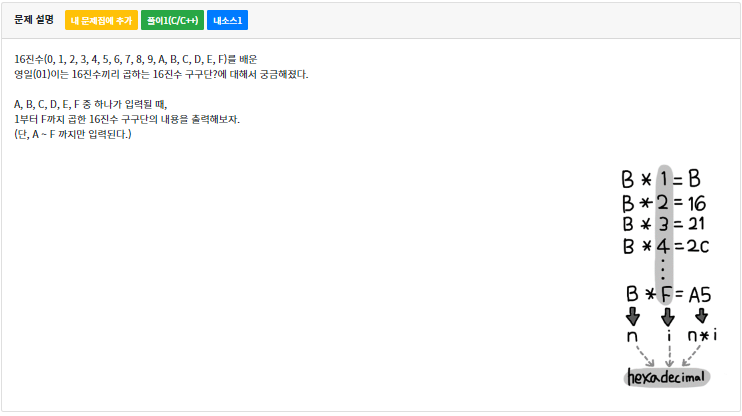 문제 설명 내 문제집에 추가 풀이1(C/C++) 내소스1
16진수(0, 1, 2, 3, 4, 5, 6, 7, 8, 9, A, B, C, D, E, F)를 배운
영일(01)이는 16진수끼리 곱하는 16진수 구구단?에 대해서 궁금해졌다.
A, B, C, D, E, F 중 하나가 입력될 때,
1부터 F까지 곱한 16진수 구구단의 내용을 출력해보자.
(단, A ~ F 까지만 입력된다.)
B * 1 = B
B * 2 = 16
B * 3 = 21
B * 4 = 2C
B * F = A5
n i n*i
hexadecimal